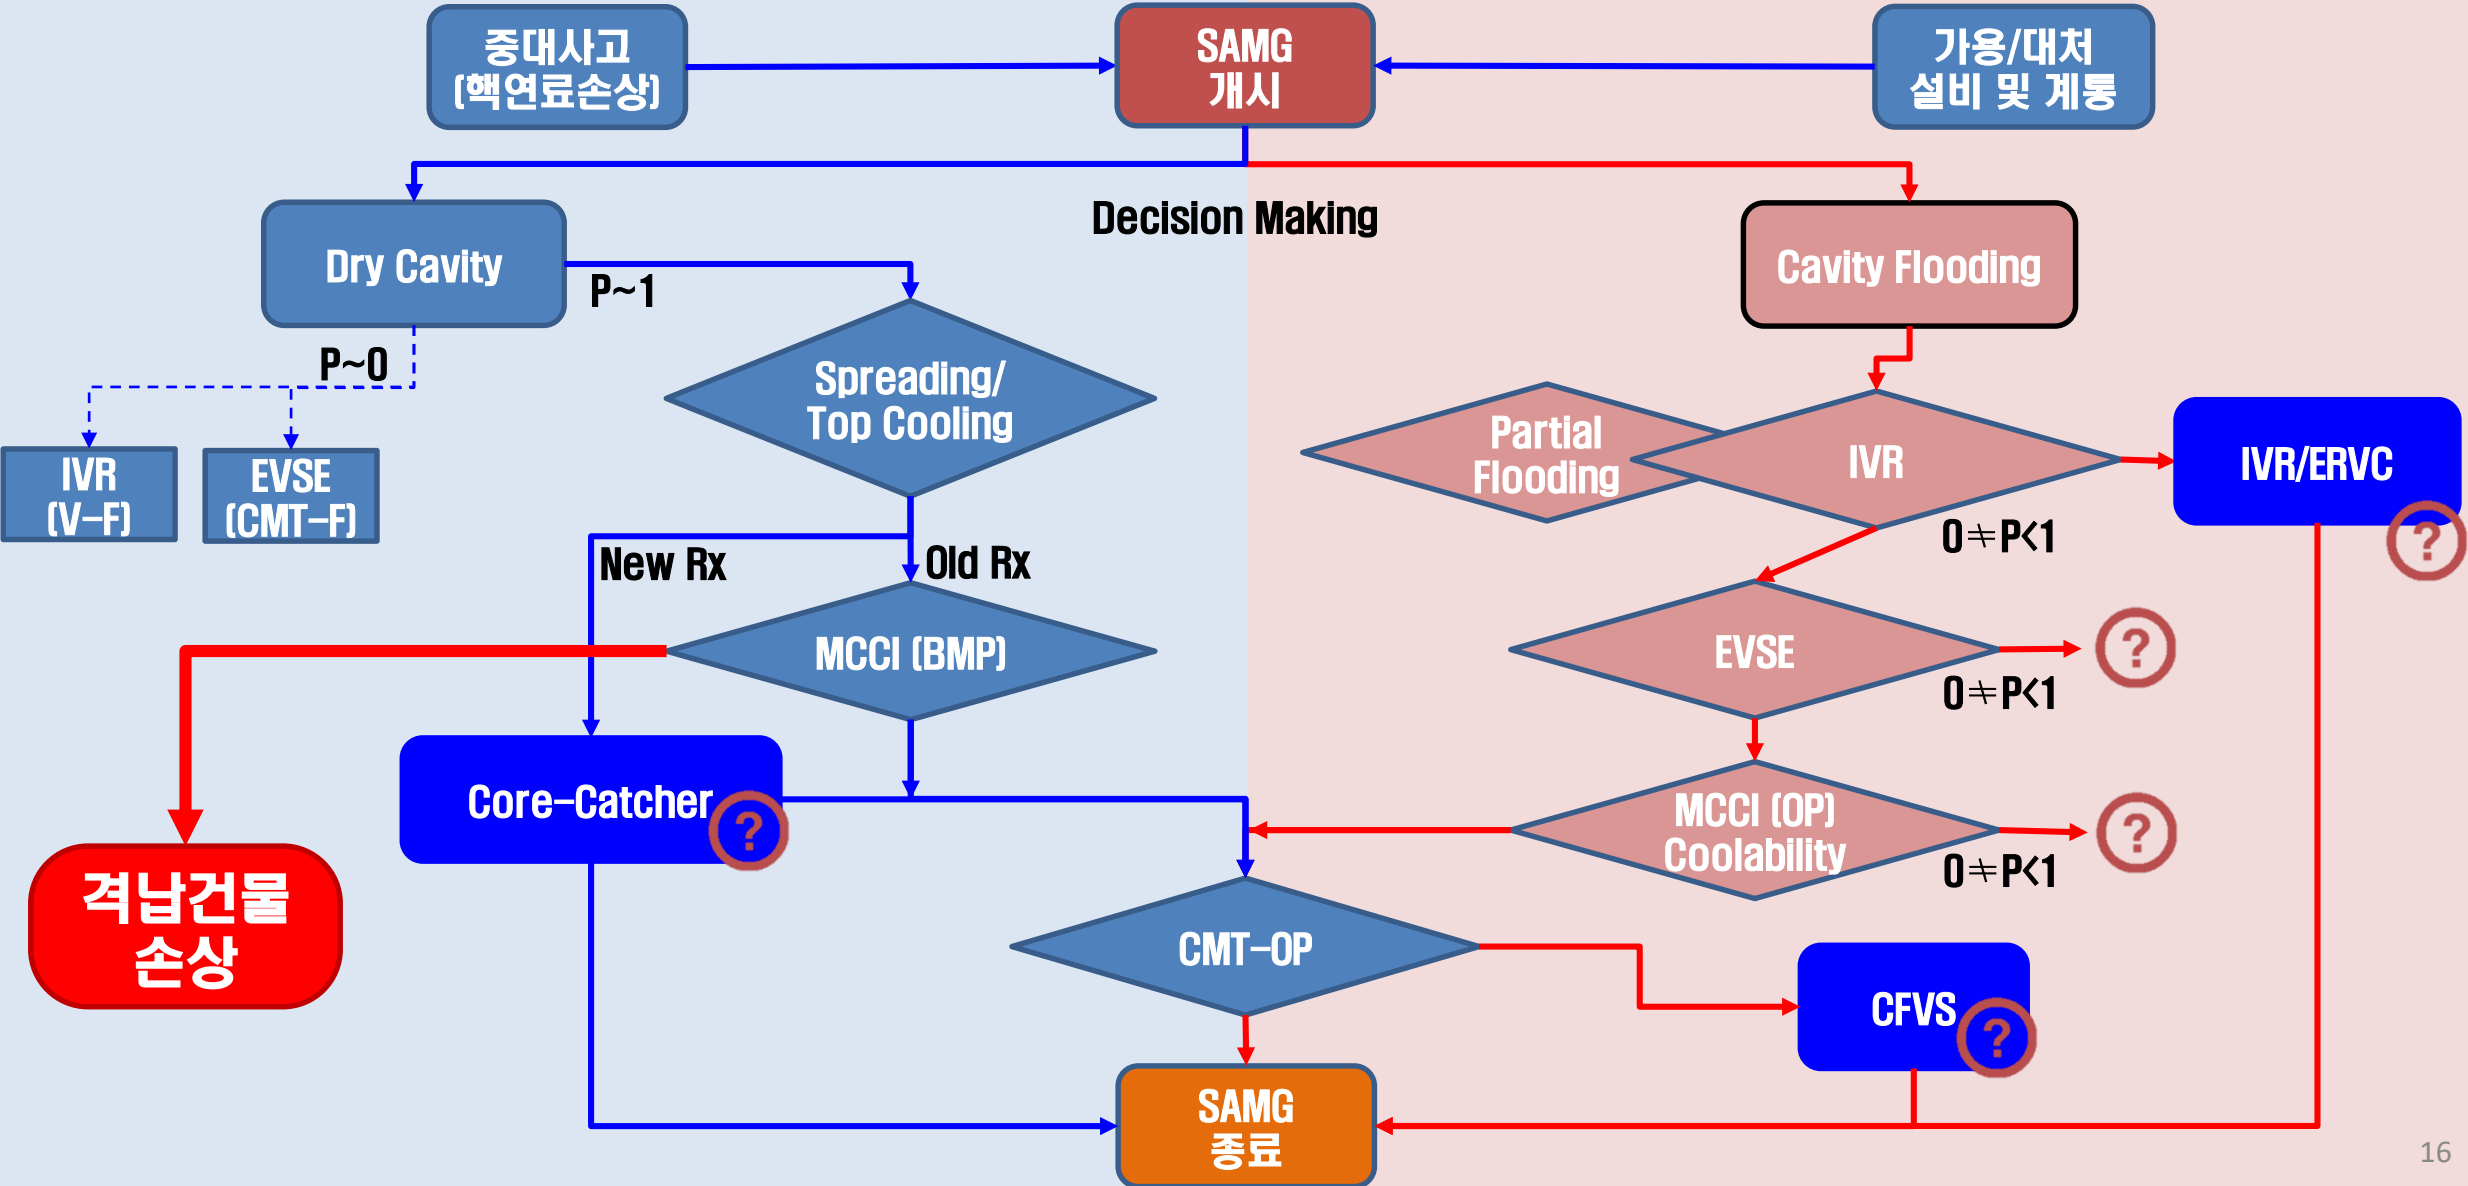 중대사고
(핵연료손상)
SAMG
개시
가용/대처
설비 및 계통
Decision Making
Dry Cavity
P~1
P~0
Cavity Flooding
Spreading/
Top Cooling
Partial
Flooding
IVR
IVR/ERVC
?
IVR
(V-F)
EVSE
(CMT-F)
0≠P<1
New Rx
Old Rx
MCCI (BMP)
EVSE
?
0≠P<1
Core-Catcher
?
MCCI (OP)
Coolability
?
0≠P<1
격납건물
손상
CMT-OP
CFVS
?
SAMG
종료
16